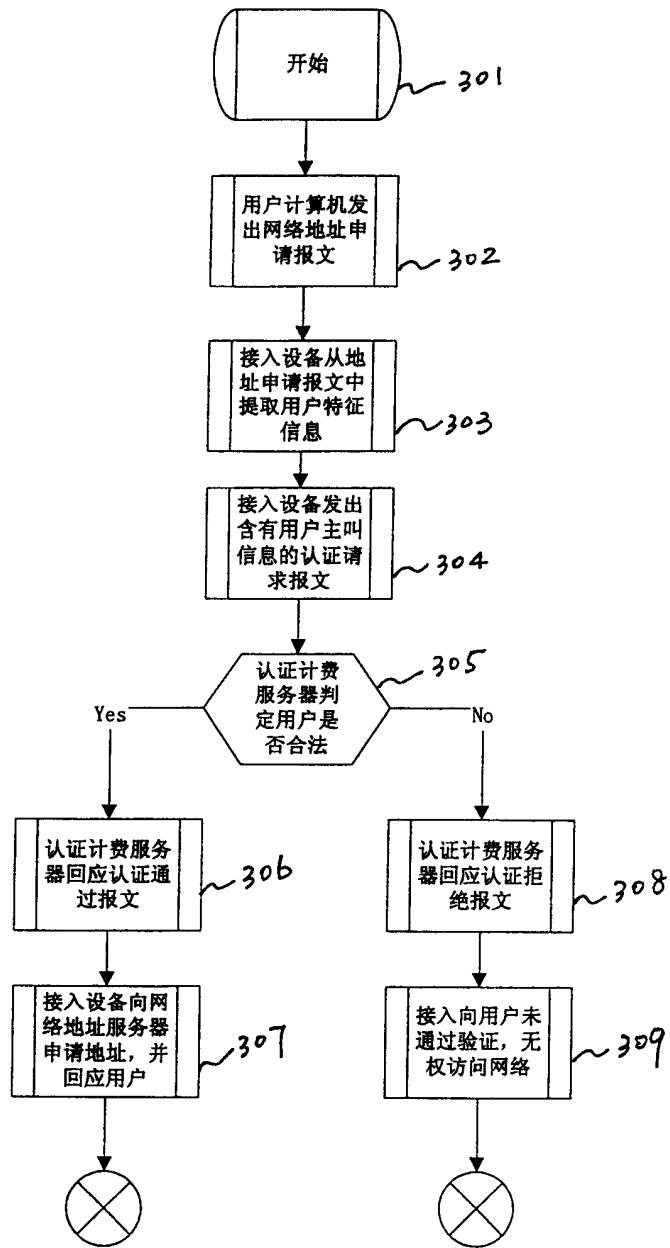 开始
301
用户计算机发
出网络地址申
请报文
302
接入设备从地
址申请报文中
提取用户特征
信息
303
接入设备发出
含有用户主叫
信息的认证请
求报文
304
认证计费
服务器判
定用户是
否合法
305
Yes
No
认证计费服务
器回应认证通
过报文
306
认证计费服务
器回应认证拒
绝报文
308
接入设备向网
络地址服务器
申请地址，并
回应用户
307
接入向用户未
通过验证，无
权访问网络
309